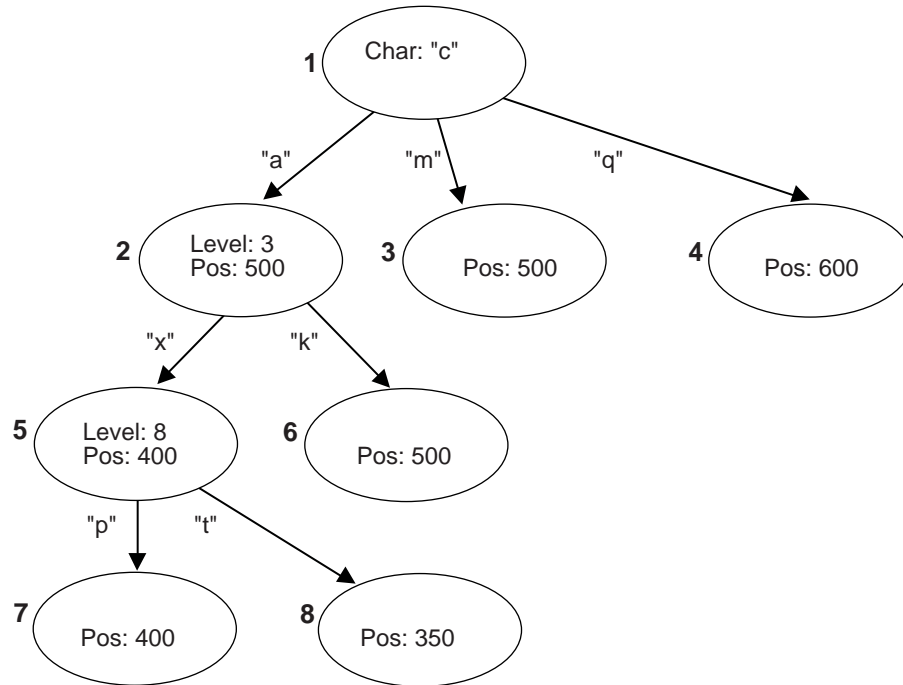 1
Char: "c"
"a"
"m"
"q"
2
Level: 3
Pos: 500
3
Pos: 500
4
Pos: 600
"x"
"k"
5
Level: 8
Pos: 400
6
Pos: 500
"p"
"t"
7
Pos: 400
8
Pos: 350